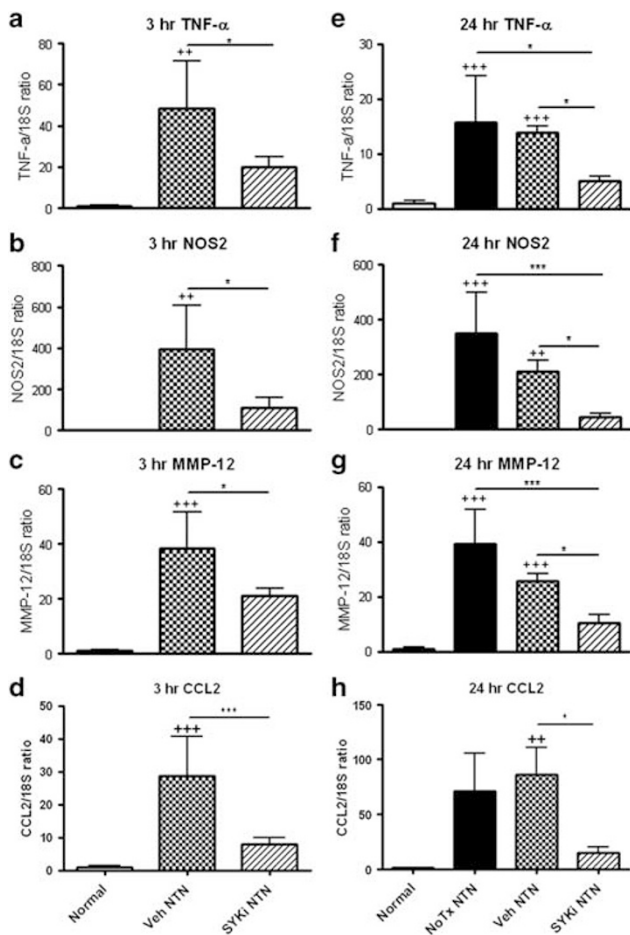 a
3 hr TNF-α
TNF-a/18S ratio
80
60
40
20
0
++
*
e
24 hr TNF-α
TNF-a/18S ratio
30
20
10
0
+++
+++
*
*
b
3 hr NOS2
NOS2/18S ratio
800
600
400
200
0
++
*
f
24 hr NOS2
NOS2/18S ratio
600
400
200
0
+++
++
***
*
c
3 hr MMP-12
MMP-12/18S ratio
60
40
20
0
+++
*
g
24 hr MMP-12
MMP-12/18S ratio
60
40
20
0
+++
+++
***
*
d
3 hr CCL2
CCL2/18S ratio
50
40
30
20
10
0
+++
***
Normal
Veh NTN
SYKi NTN
h
24 hr CCL2
CCL2/18S ratio
150
100
50
0
++
*
Normal
NoTx NTN
Veh NTN
SYKi NTN